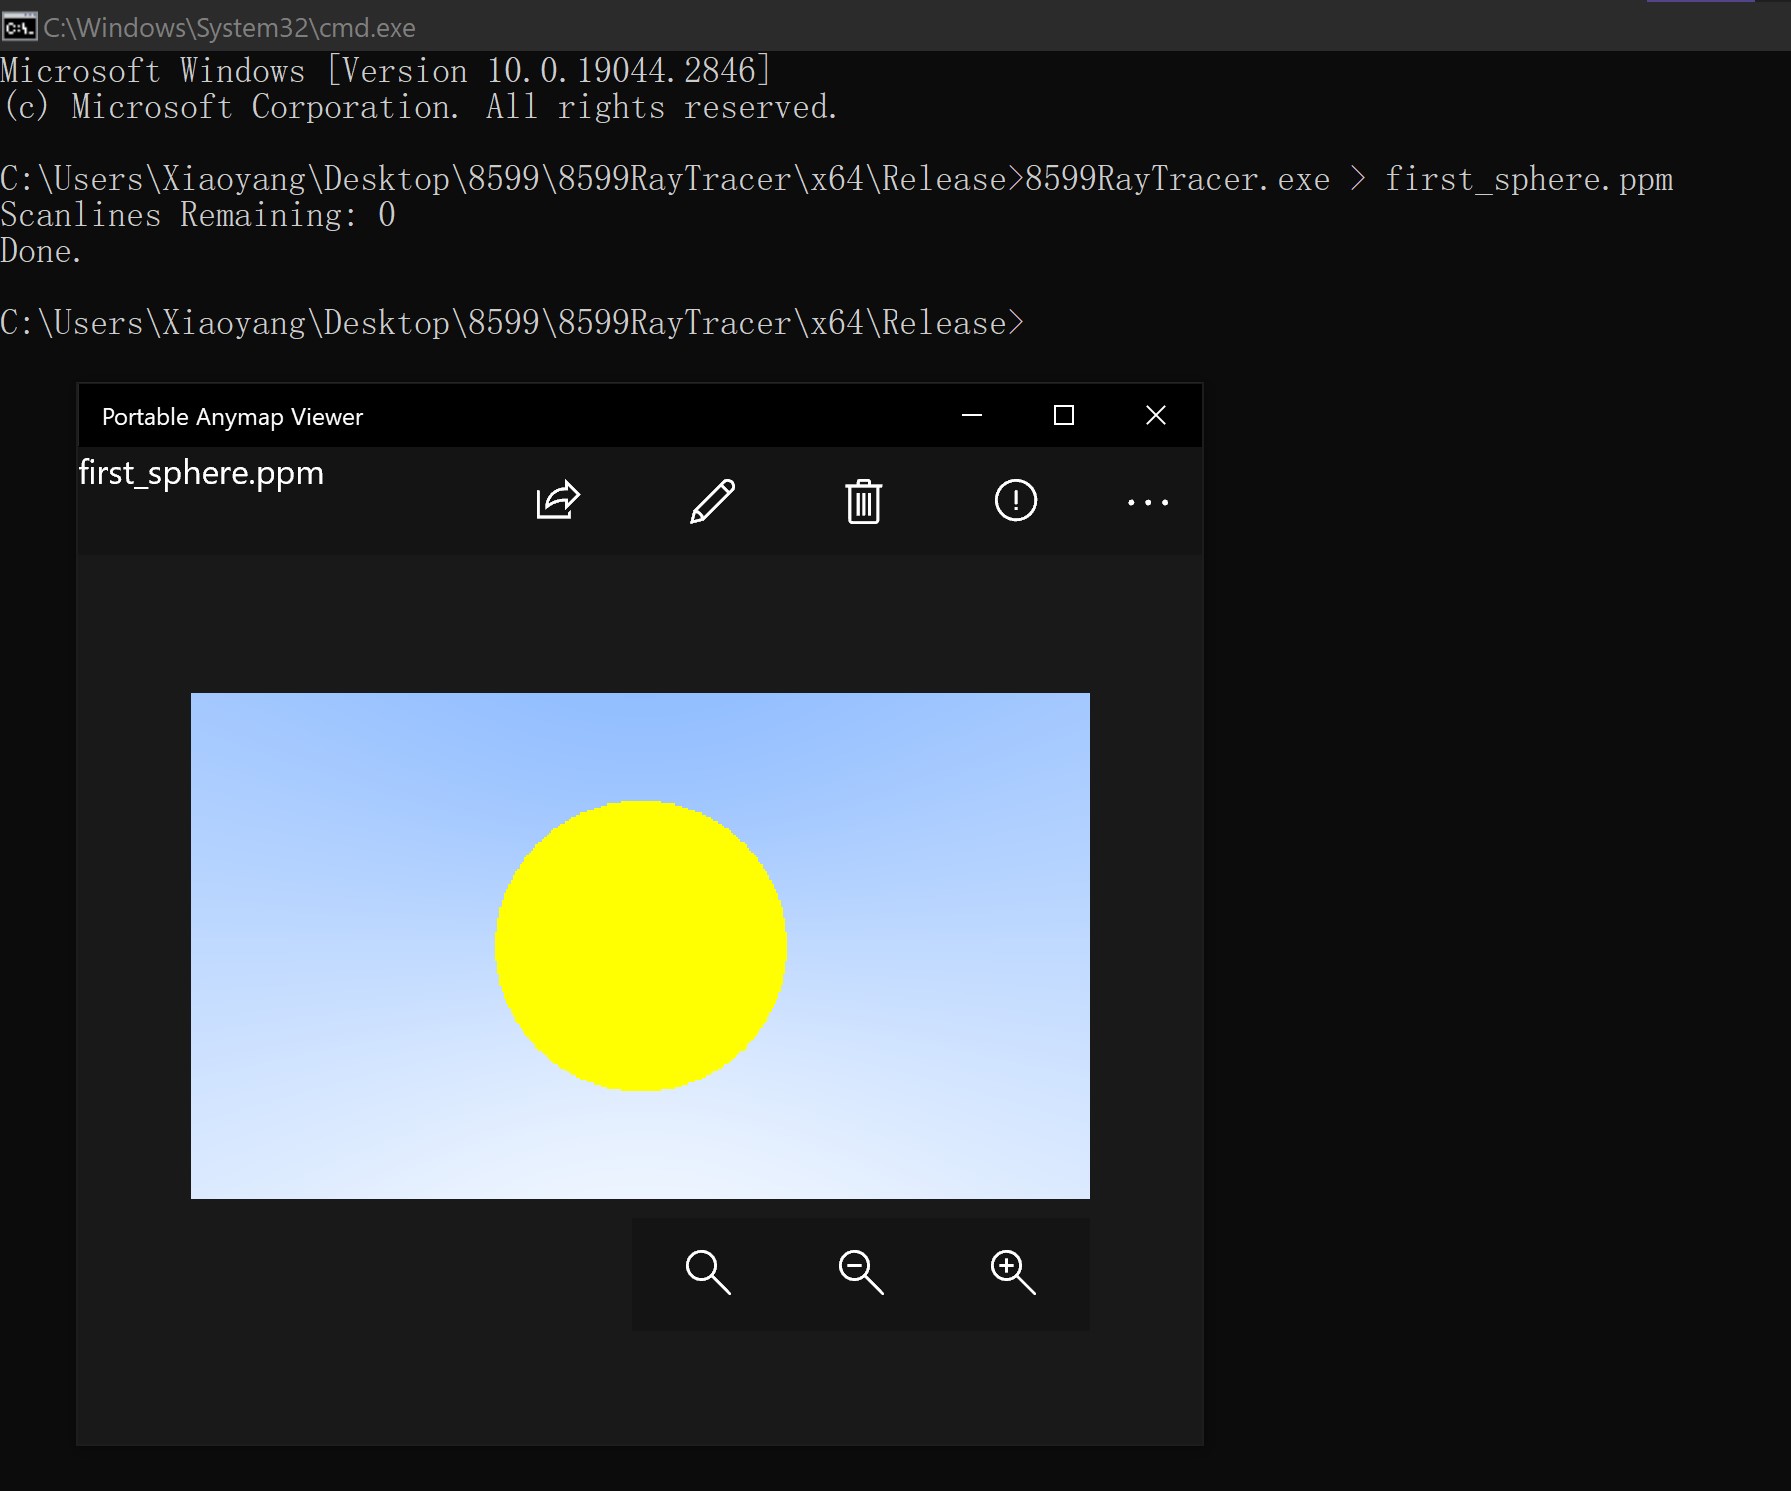 C:\Windows\System32\cmd.exe
Microsoft Windows [Version 10.0.19044.2846]
(c) Microsoft Corporation. All rights reserved.
C:\Users\Xiaoyang\Desktop\8599\8599RayTracer\x64\Release>8599RayTracer.exe > first_sphere.ppm
Scanlines Remaining: 0
Done.
C:\Users\Xiaoyang\Desktop\8599\8599RayTracer\x64\Release>
Portable Anymap Viewer
first_sphere.ppm